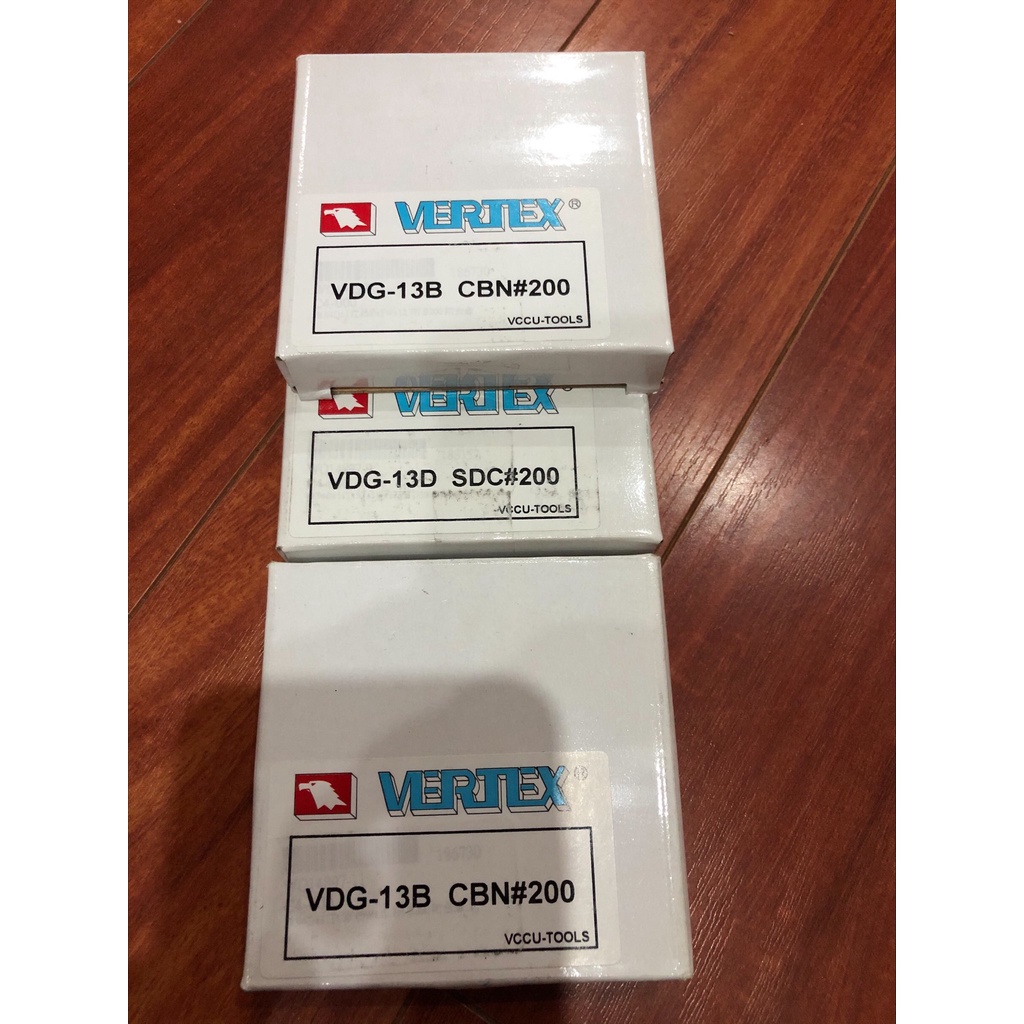 VERTEX®
VDG-13B CBN#200
VCCU-TOOLS
VERTEX®
VDG-13D SDC#200
VCCU-TOOLS
VERTEX®
VDG-13B CBN#200
VCCU-TOOLS